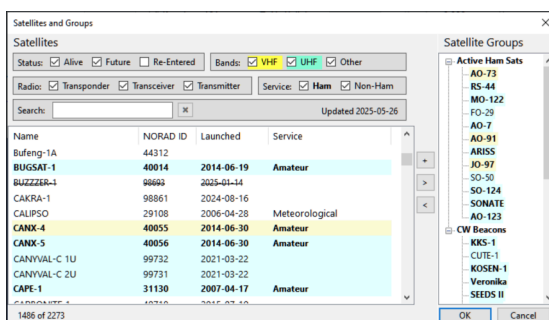 Satellites and Groups
Satellites
Status: Alive Future Re-Entered Bands: VHF UHF Other
Radio: Transponder Transceiver Transmitter Service: Ham Non-Ham
Search: Updated 2025-05-26
Name NORAD ID Launched Service
Bufeng-1A 44312
BUGSAT-1 40014 2014-06-19 Amateur
BUZZZER-1 98693 2025-01-14
CAKRA-1 98861 2024-08-16
CALIPSO 29108 2006-04-28 Meteorological
CANX-4 40055 2014-06-30 Amateur
CANX-5 40056 2014-06-30 Amateur
CANYVAL-C 1U 99732 2021-03-22
CANYVAL-C 2U 99731 2021-03-22
CAPE-1 31130 2007-04-17 Amateur
1486 of 2273
+
>
<
Satellite Groups
Active Ham Sats
AO-73
RS-44
MO-122
FO-29
AO-7
AO-91
ARISS
JO-97
SO-50
SO-124
SONATE
AO-123
CW Beacons
KKS-1
CUTE-1
KOSEN-1
Veronika
SEEDS II
OK Cancel